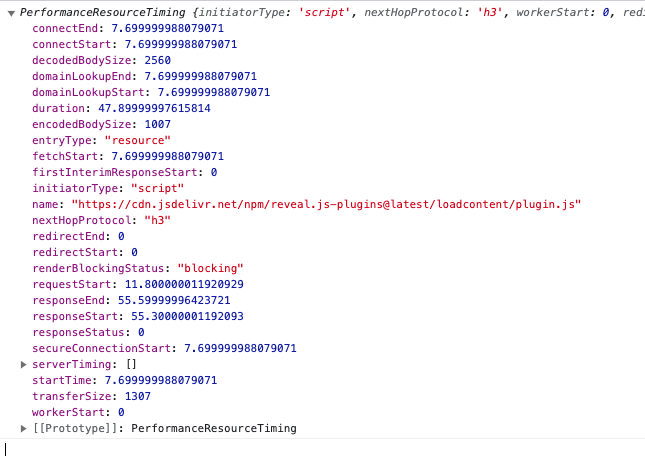 PerformanceResourceTiming {initiatorType: 'script', nextHopProtocol: 'h3', workerStart: 0, redi
connectEnd: 7.699999988079071
connectStart: 7.699999988079071
decodedBodySize: 2560
domainLookupEnd: 7.699999988079071
domainLookupStart: 7.699999988079071
duration: 47.89999997615814
encodedBodySize: 1007
entryType: "resource"
fetchStart: 7.699999988079071
firstInterimResponseStart: 0
initiatorType: "script"
name: "https://cdn.jsdelivr.net/npm/reveal.js-plugins@latest/loadcontent/plugin.js"
nextHopProtocol: "h3"
redirectEnd: 0
redirectStart: 0
renderBlockingStatus: "blocking"
requestStart: 11.800000011920929
responseEnd: 55.59999996423721
responseStart: 55.30000001192093
responseStatus: 0
secureConnectionStart: 7.699999988079071
serverTiming: []
startTime: 7.699999988079071
transferSize: 1307
workerStart: 0
[[Prototype]]: PerformanceResourceTiming